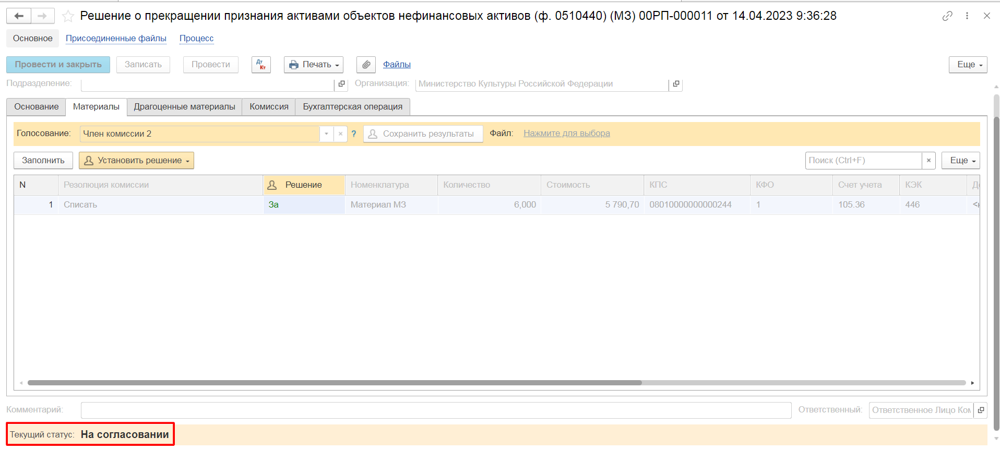 Решение о прекращении признания активами объектов нефинансовых активов (ф. 0510440) (МЗ) 00РП-000011 от 14.04.2023 9:36:28
Основное Присоединенные файлы Процесс
Провести и закрыть Записать Провести Дт Кт Печать Файлы Еще
Подразделение: Организация: Министерство Культуры Российской Федерации
Основание Материалы Драгоценные материалы Комиссия Бухгалтерская операция
Голосование: Член комиссии 2 ? Сохранить результаты Файл: Нажмите для выбора
Заполнить Установить решение Поиск (Ctrl+F) × Еще
N Резолюция комиссии Решение Номенклатура Количество Стоимость КПС КФО Счет учета КЭК
1 Списать За Материал МЗ 6,000 5 790,70 08010000000000244 1 105.36 446
Комментарий: Ответственный: Ответственное Лицо Ком
Текущий статус: На согласовании